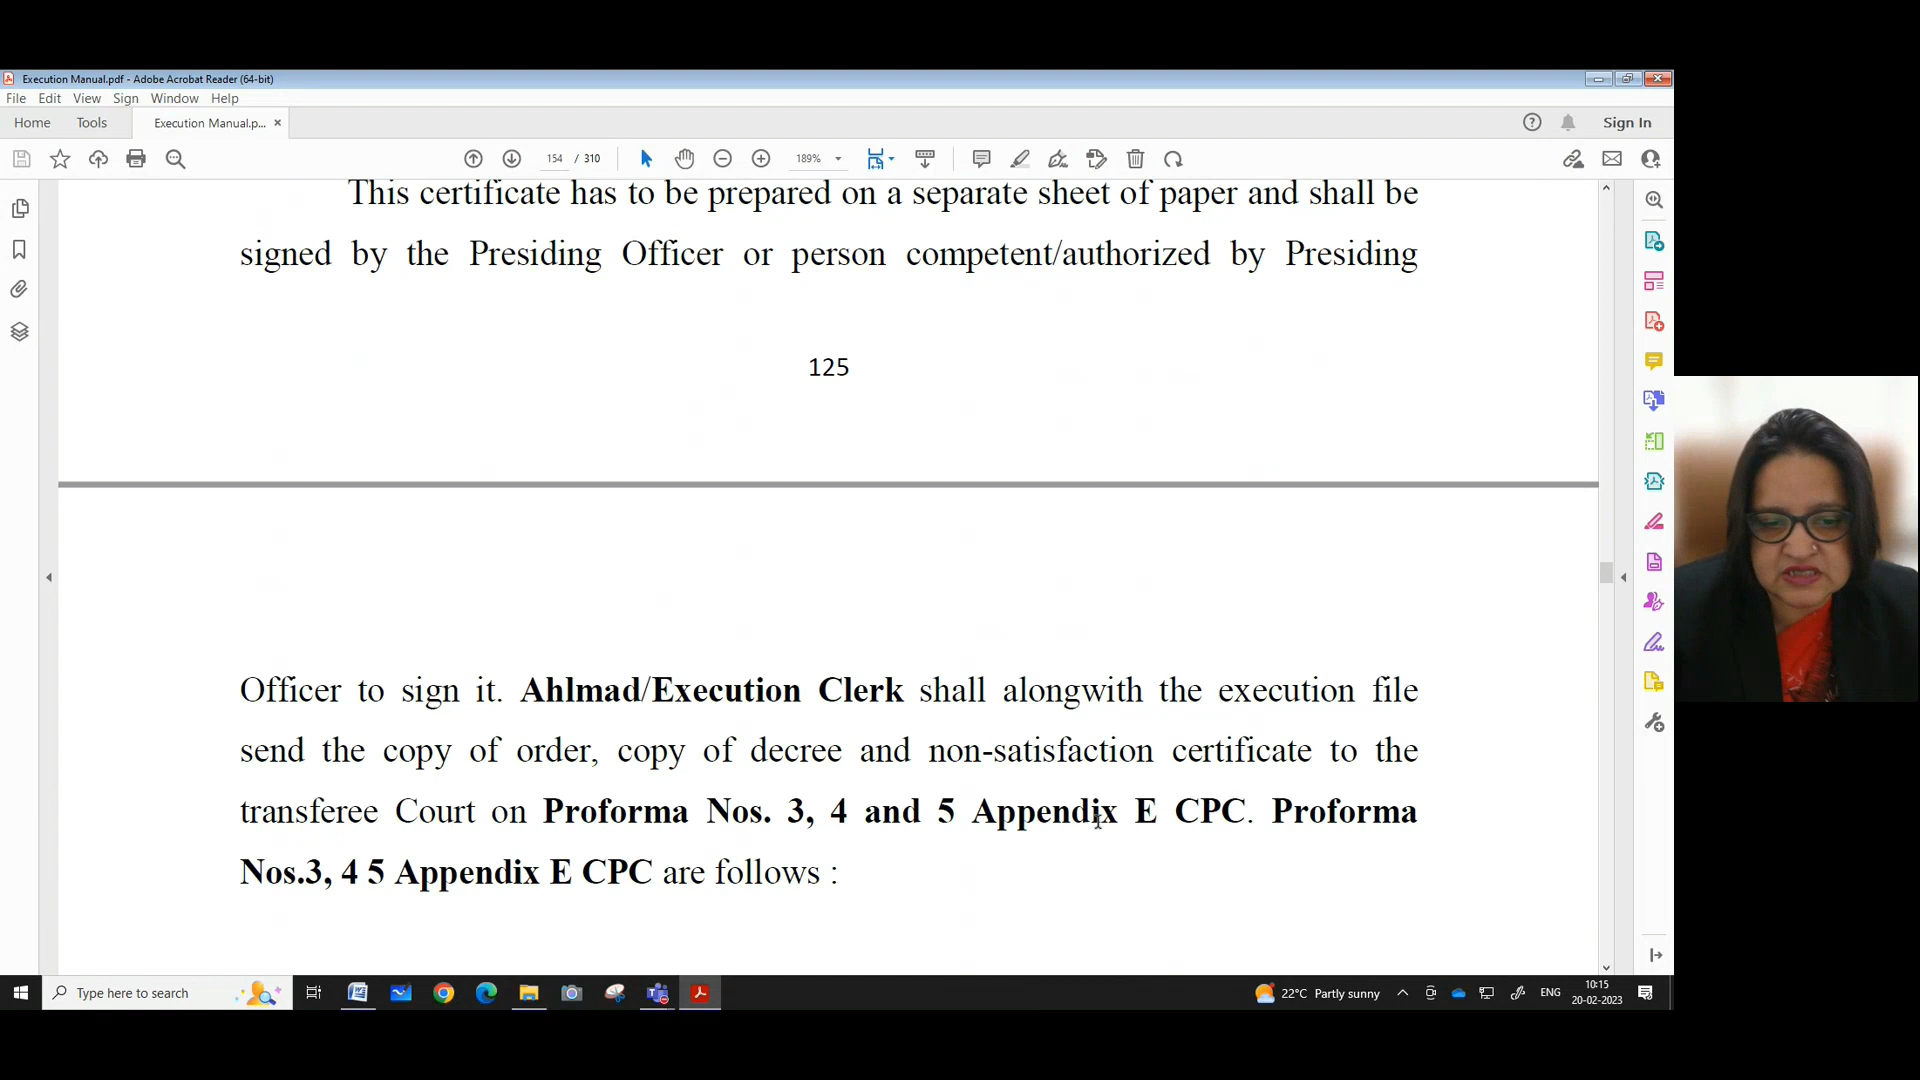 Execution Manual.pdf - Adobe Acrobat Reader (64-bit)
File Edit View Sign Window Help
Home Tools Execution Manual.p... × Sign In
154 / 310 189%
This certificate has to be prepared on a separate sheet of paper and shall be
signed by the Presiding Officer or person competent/authorized by Presiding
125
Officer to sign it. Ahlmad/Execution Clerk shall alongwith the execution file
send the copy of order, copy of decree and non-satisfaction certificate to the
transferee Court on Proforma Nos. 3, 4 and 5 Appendix E CPC. Proforma
Nos.3, 4 5 Appendix E CPC are follows :
Type here to search 22°C Partly sunny ENG 10:15
20-02-2023